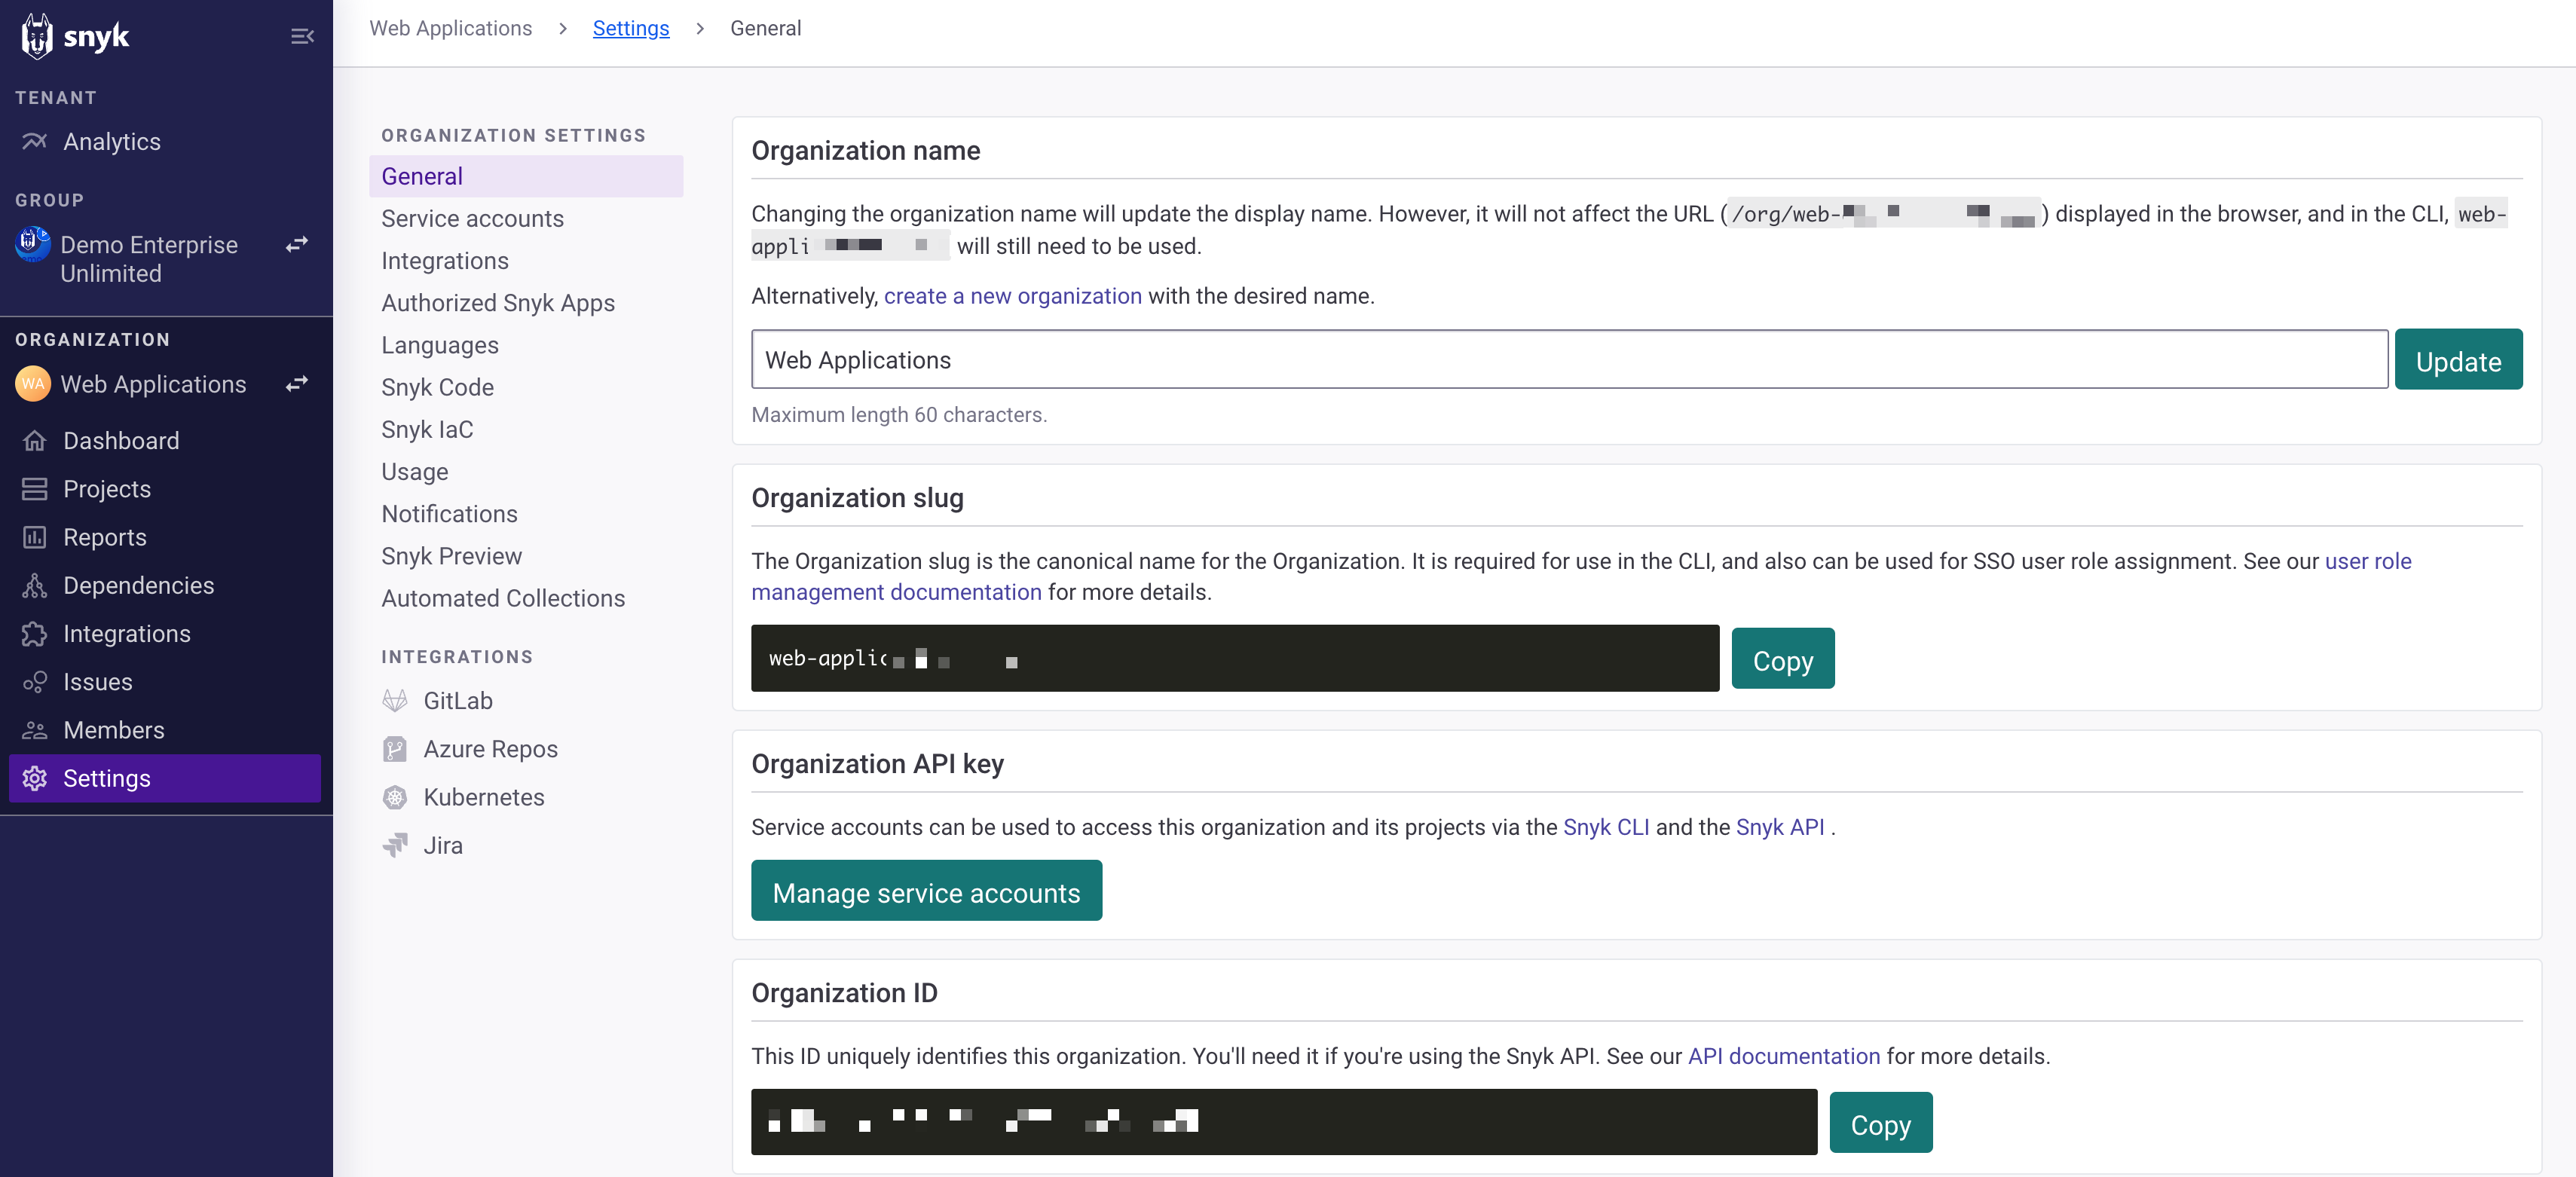 snyk
TENANT
Analytics
GROUP
Demo Enterprise
Unlimited
ORGANIZATION
WA Web Applications
Dashboard
Projects
Reports
Dependencies
Integrations
Issues
Members
Settings
Web Applications > Settings > General
ORGANIZATION SETTINGS
General
Service accounts
Integrations
Authorized Snyk Apps
Languages
Snyk Code
Snyk IaC
Usage
Notifications
Snyk Preview
Automated Collections
INTEGRATIONS
GitLab
Azure Repos
Kubernetes
Jira
Organization name
Changing the organization name will update the display name. However, it will not affect the URL (/org/web- ) displayed in the browser, and in the CLI, web-
appli will still need to be used.
Alternatively, create a new organization with the desired name.
Web Applications
Update
Maximum length 60 characters.
Organization slug
The Organization slug is the canonical name for the Organization. It is required for use in the CLI, and also can be used for SSO user role assignment. See our user role
management documentation for more details.
web-applic
Copy
Organization API key
Service accounts can be used to access this organization and its projects via the Snyk CLI and the Snyk API .
Manage service accounts
Organization ID
This ID uniquely identifies this organization. You'll need it if you're using the Snyk API. See our API documentation for more details.
Copy